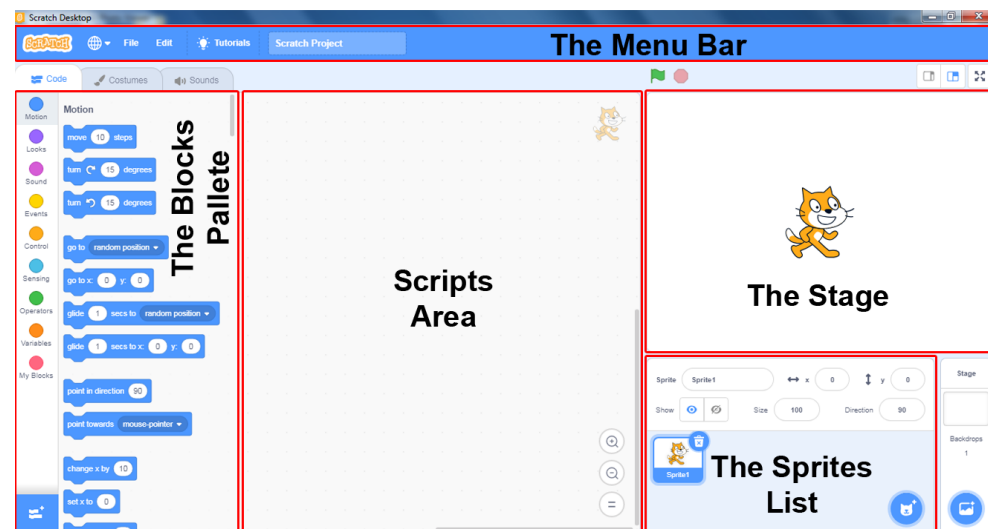 Scratch Desktop
SCRATCH File Edit Tutorials Scratch Project The Menu Bar
Code Costumes Sounds
Motion
Looks
Sound
Events
Control
Sensing
Operators
Variables
My Blocks
Motion
move 10 steps
turn 15 degrees
turn 15 degrees
go to random position
go to x: 0 y: 0
glide 1 secs to random position
glide 1 secs to x: 0 y: 0
point in direction 90
point towards mouse-pointer
change x by 10
set x to 0
The Blocks
Pallete
Scripts
Area
The Stage
Sprite Sprite1 x 0 y 0
Show Size 100 Direction 90
Sprite1
The Sprites
List
Stage
Backdrops
1